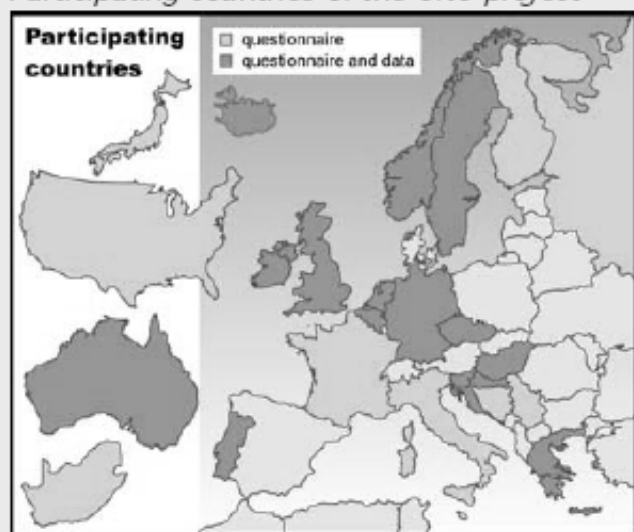 Participating
countries
questionnaire
questionnaire and data